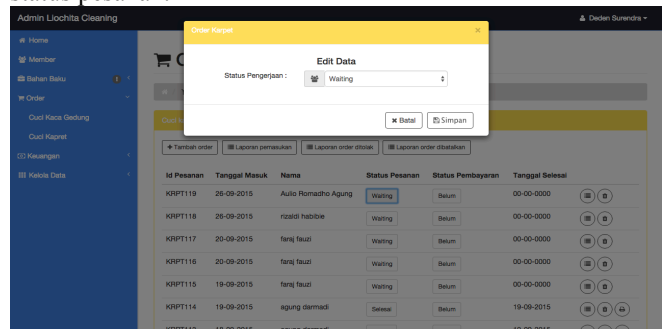 Admin Liochita Cleaning
Deden Surendra
Home
Member
Bahan Baku
Order
Cuci Kaca Gedung
Cuci Kapret
Keuangan
Kelola Data
Order Karpet
×
Edit Data
Status Pengerjaan :
Waiting
Batal
Simpan
Tambah order
Laporan pemasukan
Laporan order ditolak
Laporan order dibatalkan
Id Pesanan Tanggal Masuk Nama Status Pesanan Status Pembayaran Tanggal Selesai
KRPT119 26-09-2015 Aulio Romadho Agung Waiting Belum 00-00-0000
KRPT118 26-09-2015 rizaldi habibie Waiting Belum 00-00-0000
KRPT117 20-09-2015 faraj fauzi Waiting Belum 00-00-0000
KRPT116 20-09-2015 faraj fauzi Waiting Belum 00-00-0000
KRPT115 19-09-2015 faraj fauzi Waiting Belum 00-00-0000
KRPT114 19-09-2015 agung darmadi Selesai Belum 19-09-2015